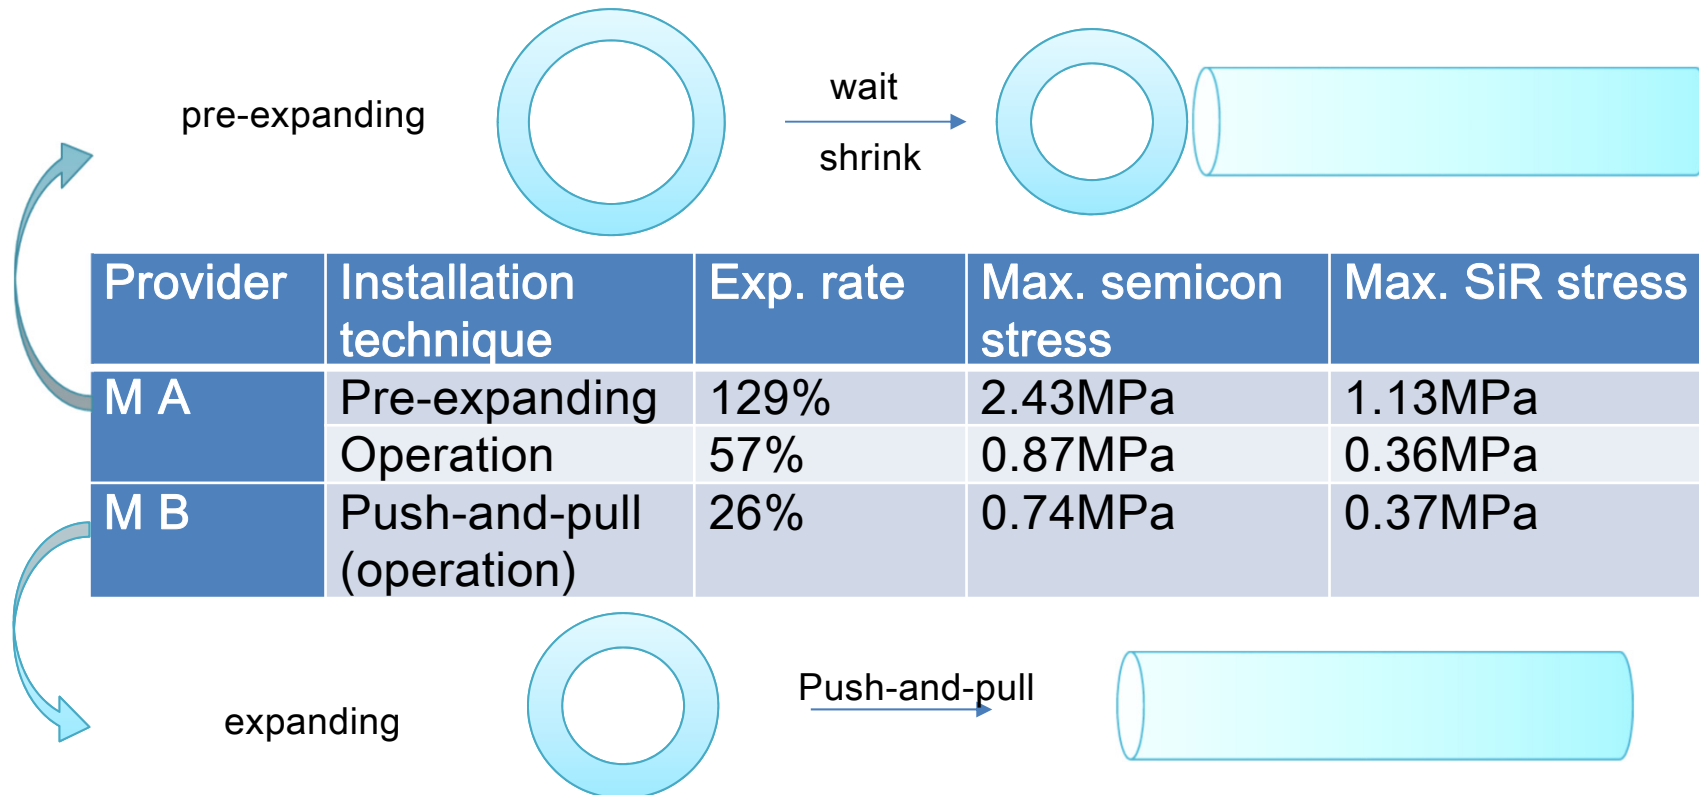 pre-expanding
wait
shrink
Provider Installation technique Exp. rate Max. semicon stress Max. SiR stress
M A Pre-expanding 129% 2.43MPa 1.13MPa
Operation 57% 0.87MPa 0.36MPa
M B Push-and-pull (operation) 26% 0.74MPa 0.37MPa
expanding
Push-and-pull